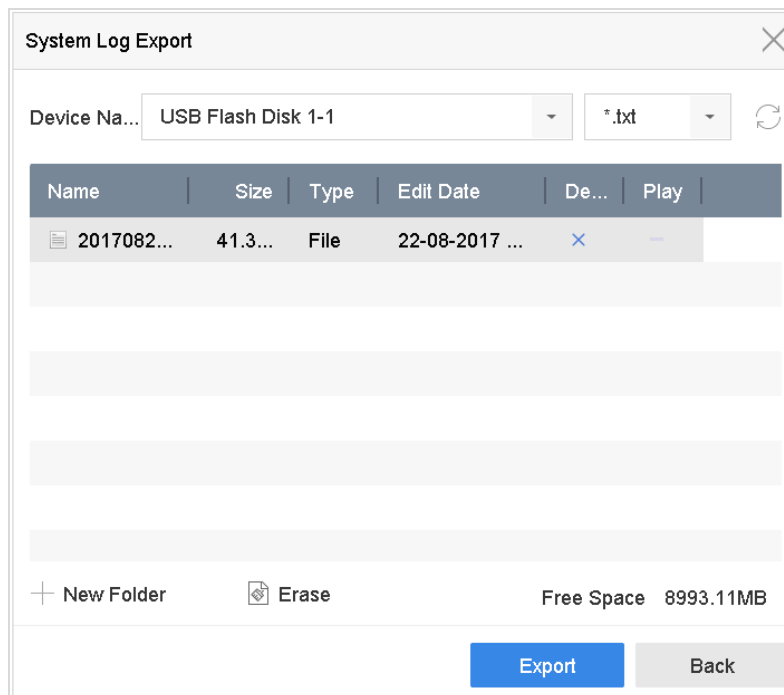 System Log Export
Device Na... USB Flash Disk 1-1 *.txt
Name Size Type Edit Date De... Play
2017082... 41.3... File 22-08-2017 ...
New Folder Erase Free Space 8993.11MB
Export Back